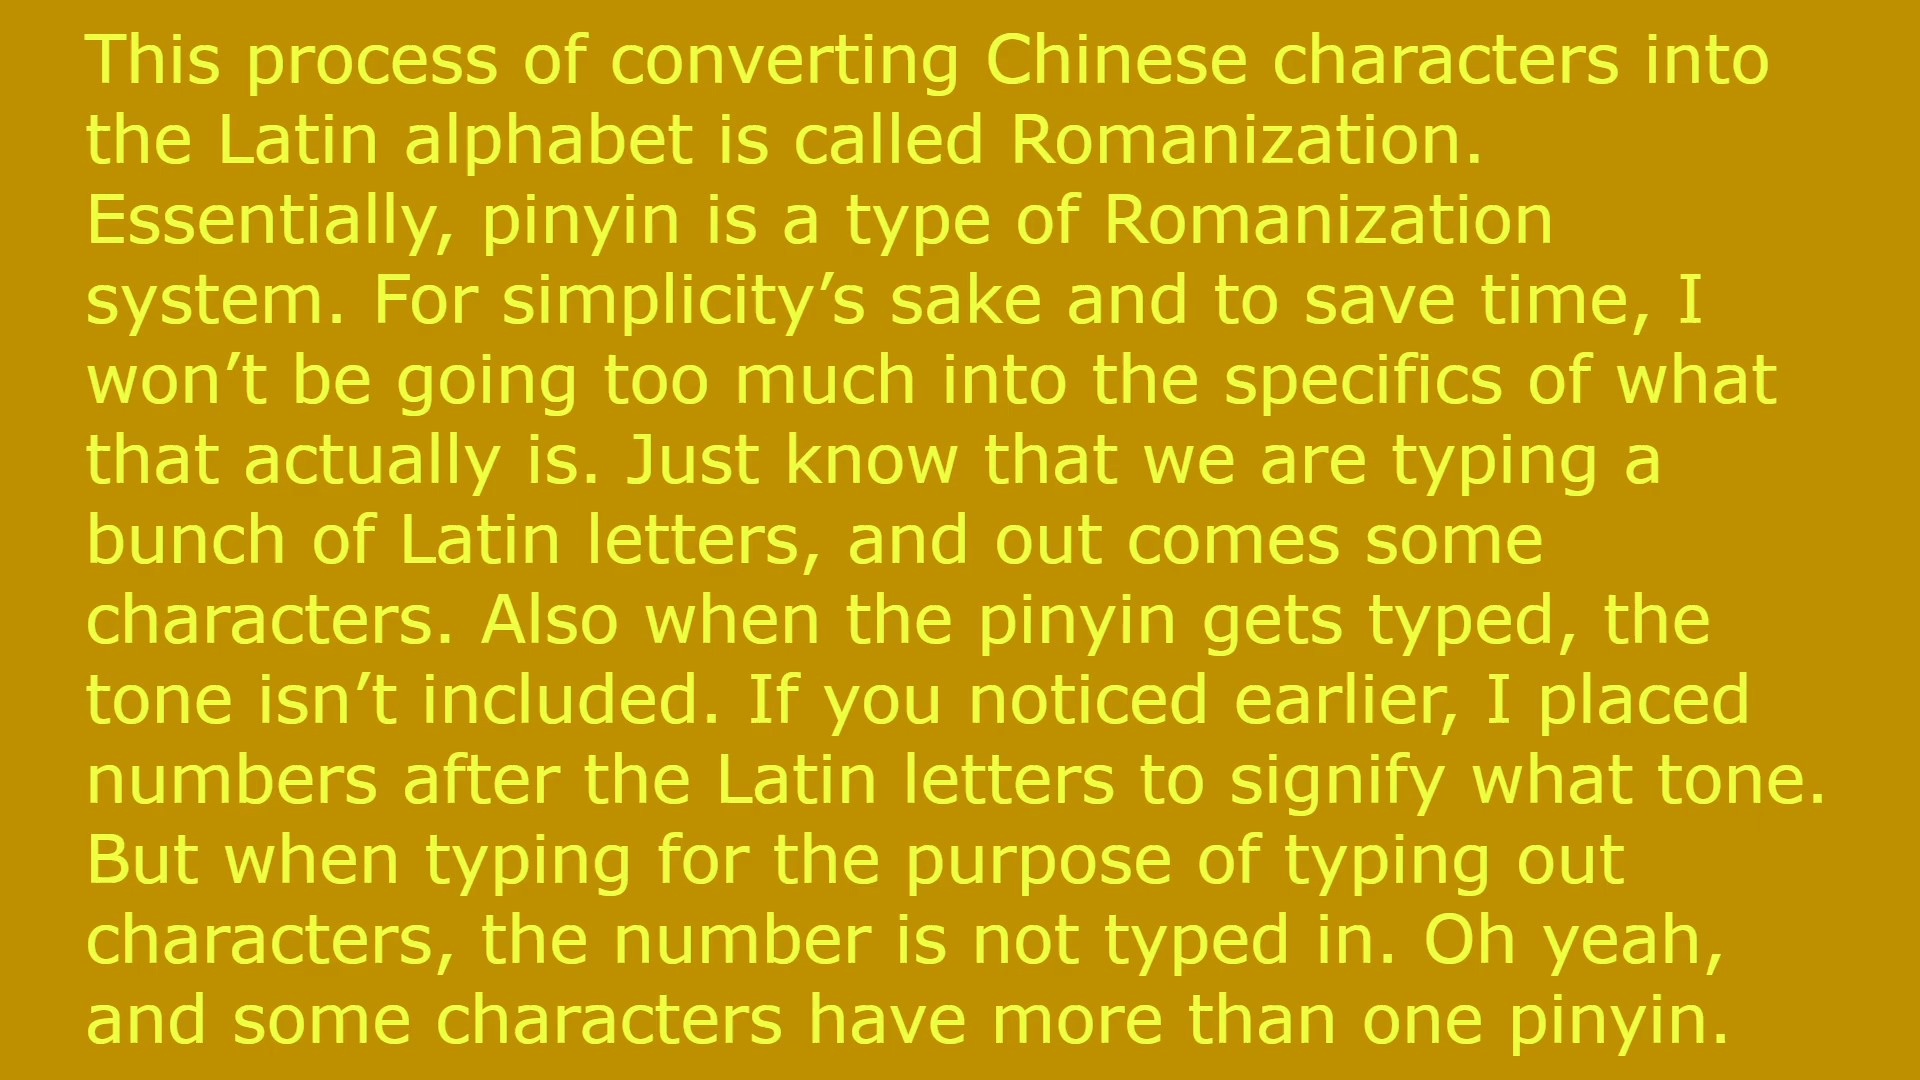 This process of converting Chinese characters into
the Latin alphabet is called Romanization.
Essentially, pinyin is a type of Romanization
system. For simplicity’s sake and to save time, I
won’t be going too much into the specifics of what
that actually is. Just know that we are typing a
bunch of Latin letters, and out comes some
characters. Also when the pinyin gets typed, the
tone isn’t included. If you noticed earlier, I placed
numbers after the Latin letters to signify what tone.
But when typing for the purpose of typing out
characters, the number is not typed in. Oh yeah,
and some characters have more than one pinyin.